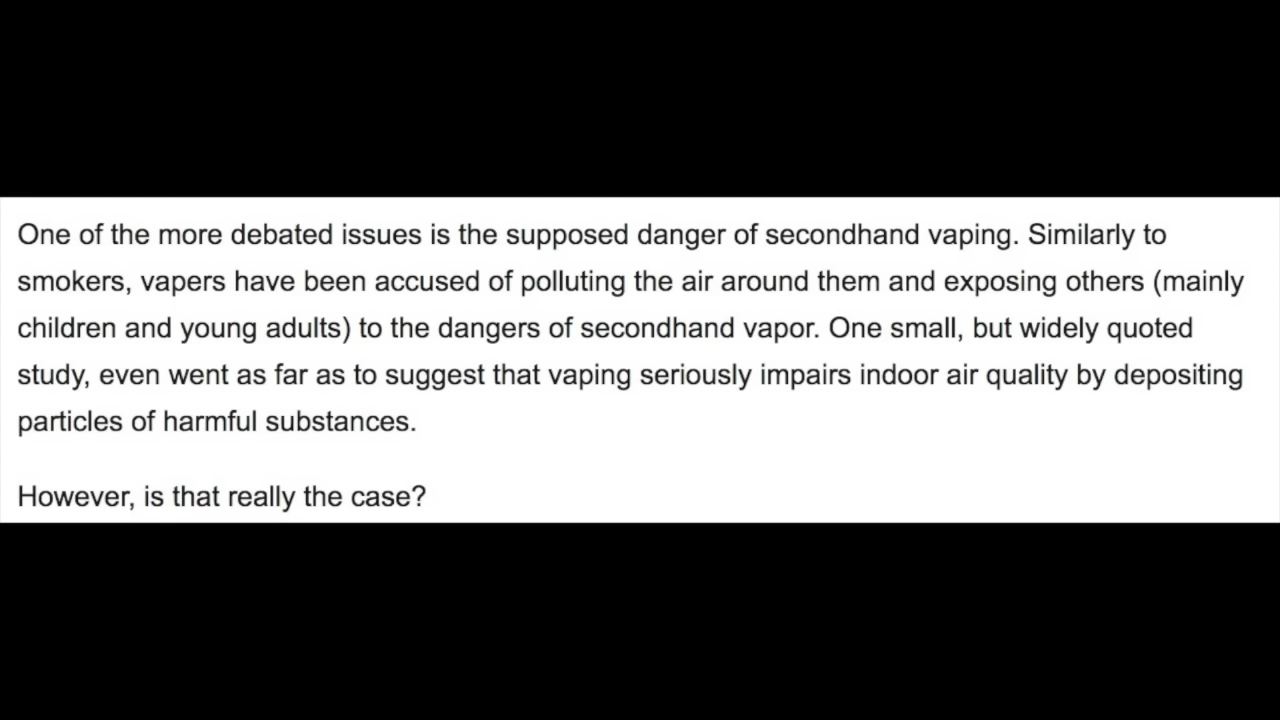 One of the more debated issues is the supposed danger of secondhand vaping. Similarly to
smokers, vapers have been accused of polluting the air around them and exposing others (mainly
children and young adults) to the dangers of secondhand vapor. One small, but widely quoted
study, even went as far as to suggest that vaping seriously impairs indoor air quality by depositing
particles of harmful substances.
However, is that really the case?